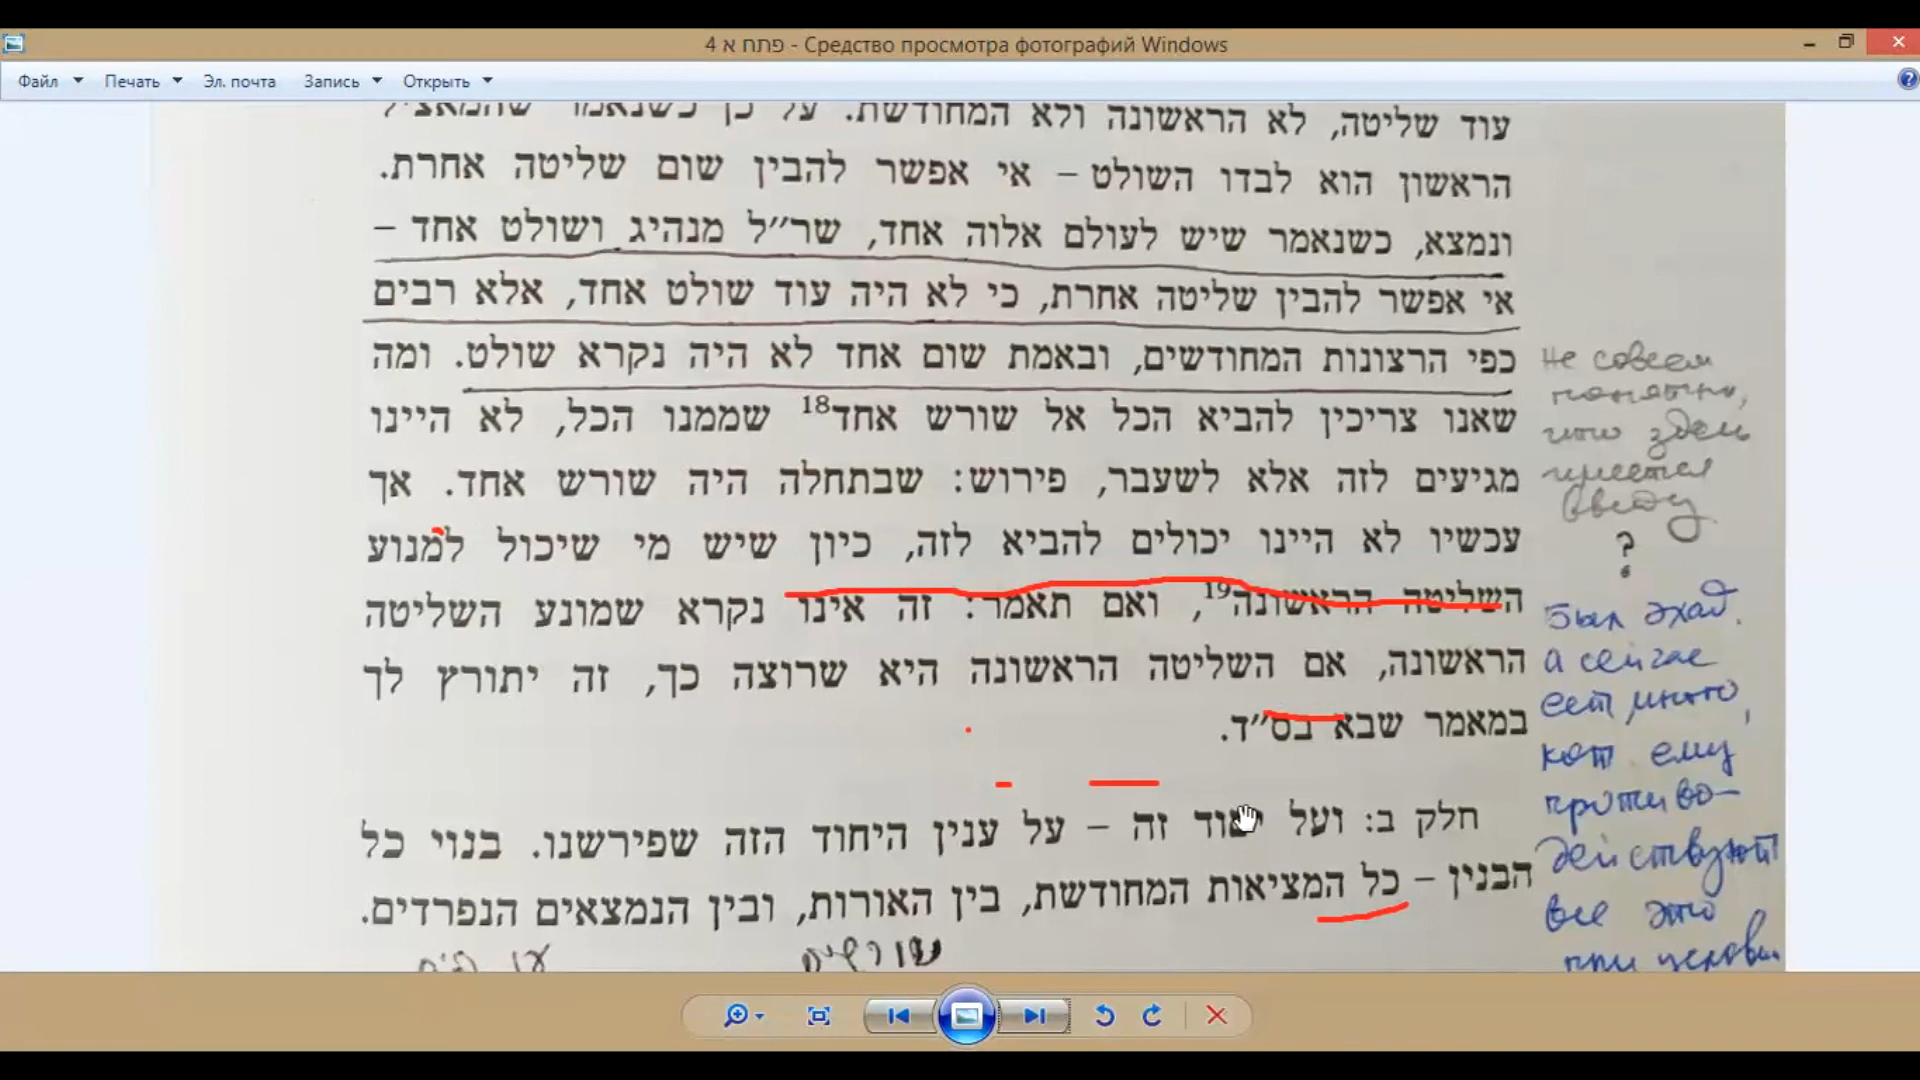 פתח א 4 - Средство просмотра фотографий Windows
Файл Печать Эл. почта Запись Открыть
עוד שליטה, לא הראשונה ולא המחודשת. על כן כשנאמר שהמאציל
הראשון הוא לבדו השולט – אי אפשר להבין שום שליטה אחרת.
ונמצא, כשנאמר שיש לעולם אלוה אחד, שר״ל מנהיג ושולט אחד –
אי אפשר להבין שליטה אחרת, כי לא היה עוד שולט אחד, אלא רבים
כפי הרצונות המחודשים, ובאמת שום אחד לא היה נקרא שולט. ומה
שאנו צריכין להביא הכל אל שורש אחד18 שממנו הכל, לא היינו
מגיעים לזה אלא לשעבר, פירוש: שבתחלה היה שורש אחד. אך
עכשיו לא היינו יכולים להביא לזה, כיון שיש מי שיכול למנוע
השליטה הראשונה19, ואם תאמר: זה אינו נקרא שמונע השליטה
הראשונה, אם השליטה הראשונה היא שרוצה כך, זה יתורץ לך
במאמר שבא בס״ד.
חלק ב: ועל יסוד זה – על ענין היחוד הזה שפירשנו. בנוי כל
הבנין – כל המציאות המחודשת, בין האורות, ובין הנמצאים הנפרדים.
שורשים
Не совсем
понятно,
что здесь
имеется
ввиду
?
Был эхад.
а сейчас
есть много,
кот ему
противо-
действуют
все это
при услови